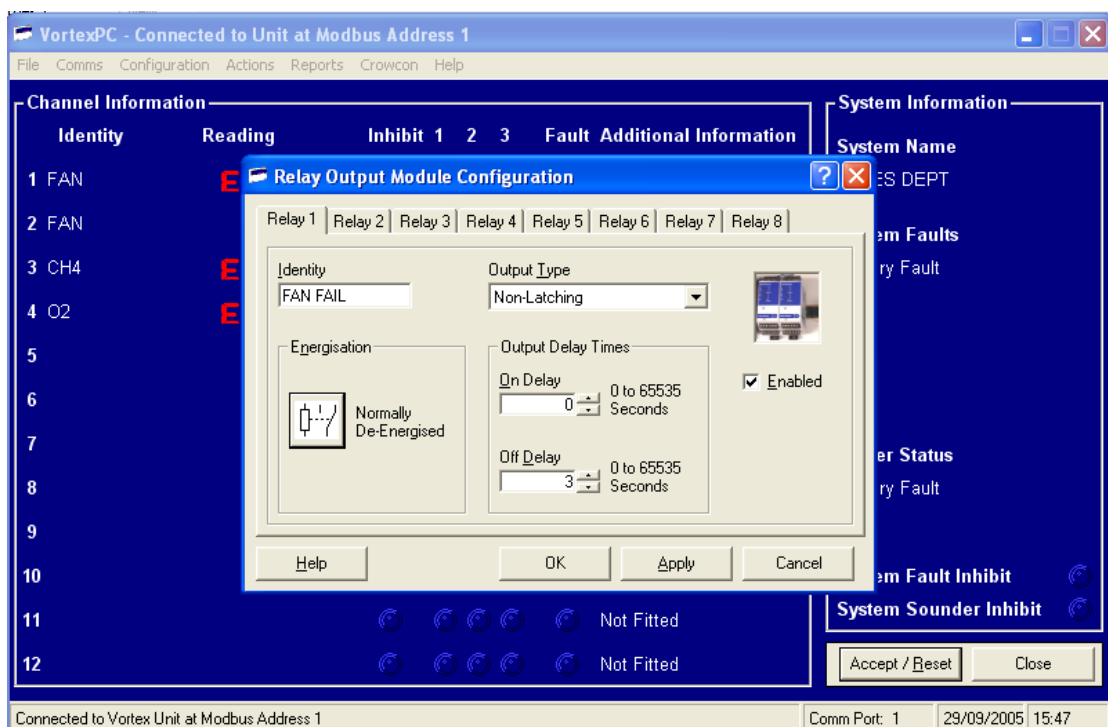 VortexPC - Connected to Unit at Modbus Address 1
File Comms Configuration Actions Reports Crowcon Help
Channel Information
Identity Reading Inhibit 1 2 3 Fault Additional Information
1 FAN E
2 FAN
3 CH4 E
4 O2 E
5
6
7
8
9
10
11 Not Fitted
12 Not Fitted
Relay Output Module Configuration
Relay 1 Relay 2 Relay 3 Relay 4 Relay 5 Relay 6 Relay 7 Relay 8
Identity
FAN FAIL
Output Type
Non-Latching
Energisation
Normally
De-Energised
Output Delay Times
On Delay
0 0 to 65535
Seconds
Off Delay
3 0 to 65535
Seconds
Enabled
Help OK Apply Cancel
System Information
System Name
ES DEPT
em Faults
ry Fault
er Status
ry Fault
em Fault Inhibit
System Sounder Inhibit
Accept / Reset Close
Connected to Vortex Unit at Modbus Address 1 Comm Port: 1 29/09/2005 15:47